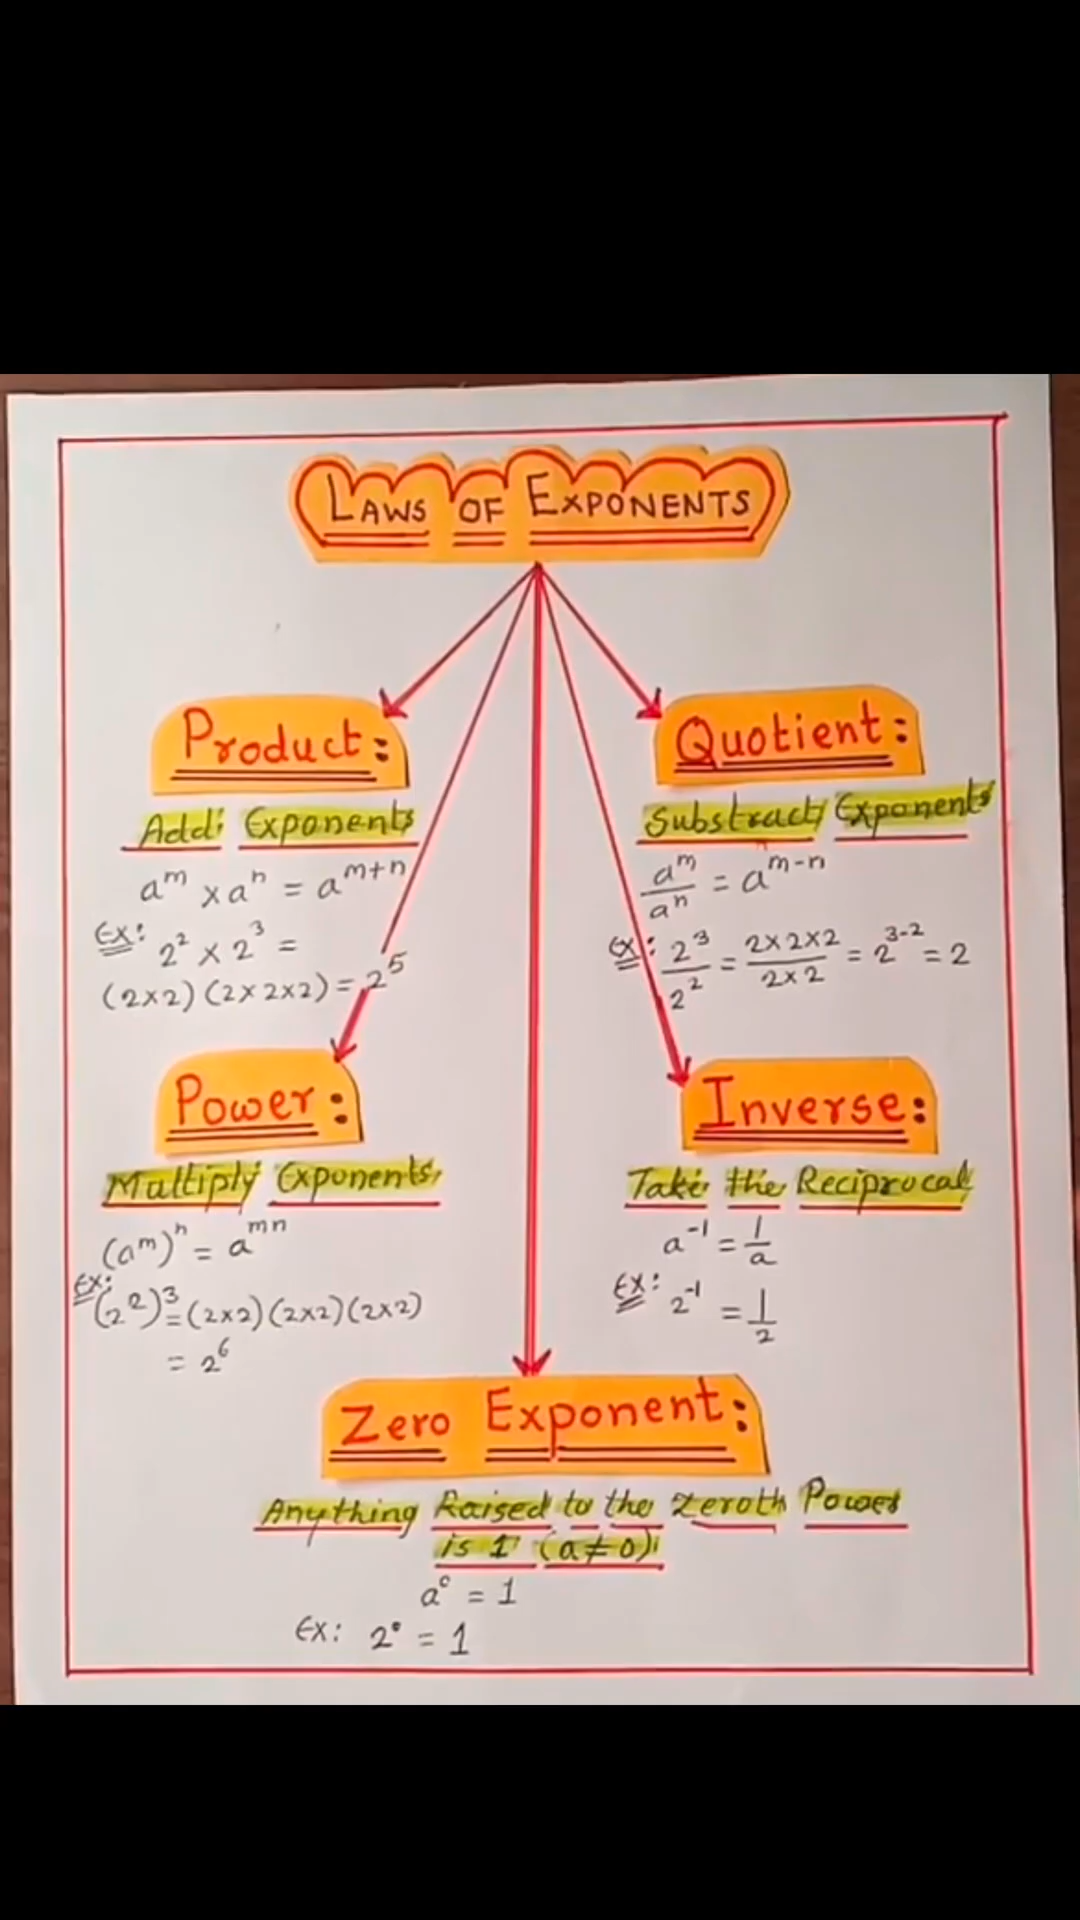 LAWS OF EXPONENTS
Product:
Add Exponents
aᵐ × aⁿ = aᵐ⁺ⁿ
Ex: 2² × 2³ =
(2×2) (2×2×2) = 2⁵
Quotient:
Substract Exponents
aᵐ/aⁿ = aᵐ⁻ⁿ
Ex: 2³/2² = 2×2×2/2×2 = 2³⁻² = 2
Power:
Multiply Exponents
(aᵐ)ⁿ = aᵐⁿ
Ex: (2²)³ = (2×2) (2×2) (2×2)
= 2⁶
Inverse:
Take the Reciprocal
a⁻¹ = 1/a
Ex: 2⁻¹ = 1/2
Zero Exponent:
Anything Raised to the Zeroth Power
is 1 (a≠0)
a⁰ = 1
Ex: 2⁰ = 1